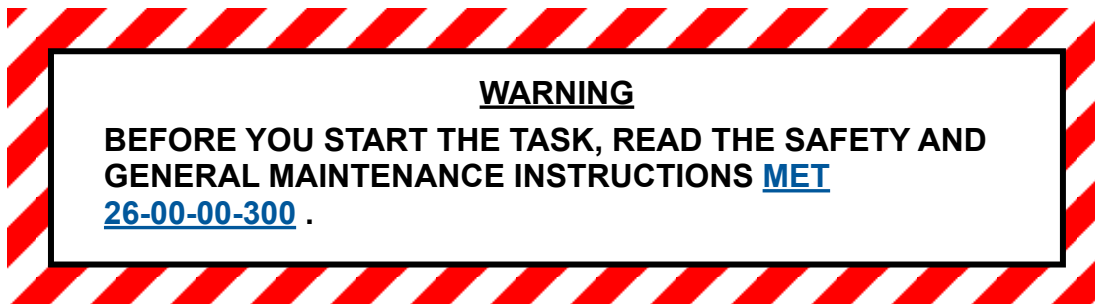 WARNING
BEFORE YOU START THE TASK, READ THE SAFETY AND
GENERAL MAINTENANCE INSTRUCTIONS MET
26-00-00-300 .